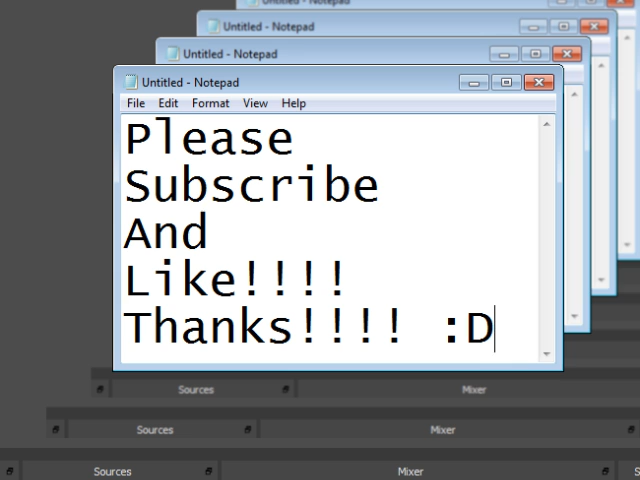 Untitled - Notepad
Untitled - Notepad
Untitled - Notepad
Untitled - Notepad
File Edit Format View Help
Please
Subscribe
And
Like!!!!
Thanks!!!! :D
Sources Mixer
Sources Mixer
Sources Mixer S